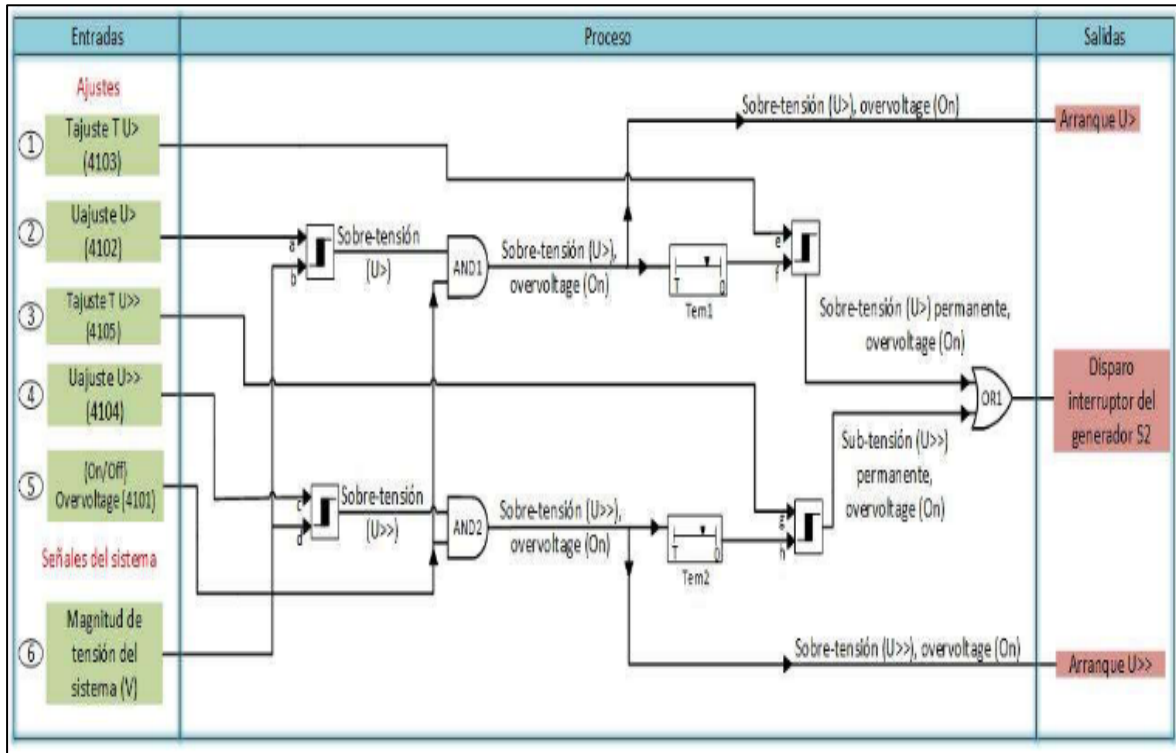 Entradas
Proceso
Salidas
Ajustes
1
Tajuste T U>
(4103)
2
Uajuste U>
(4102)
3
Tajuste T U>>
(4105)
4
Uajuste U>>
(4104)
5
(On/Off)
Overvoltage (4101)
Señales del sistema
6
Magnitud de
tensión del
sistema (V)
a
b
Sobre-tensión
(U>)
AND1
Sobre-tensión (U>),
overvoltage (On)
Sobre-tensión (U>), overvoltage (On)
T
0
Tem1
e
f
Sobre-tensión (U>) permanente,
overvoltage (On)
c
d
Sobre-tensión
(U>>)
AND2
Sobre-tensión (U>>),
overvoltage (On)
T
0
Tem2
g
h
Sub-tensión (U>>)
permanente,
overvoltage (On)
OR1
Sobre-tensión (U>>), overvoltage (On)
Arranque U>
Disparo
interruptor del
generador 52
Arranque U>>